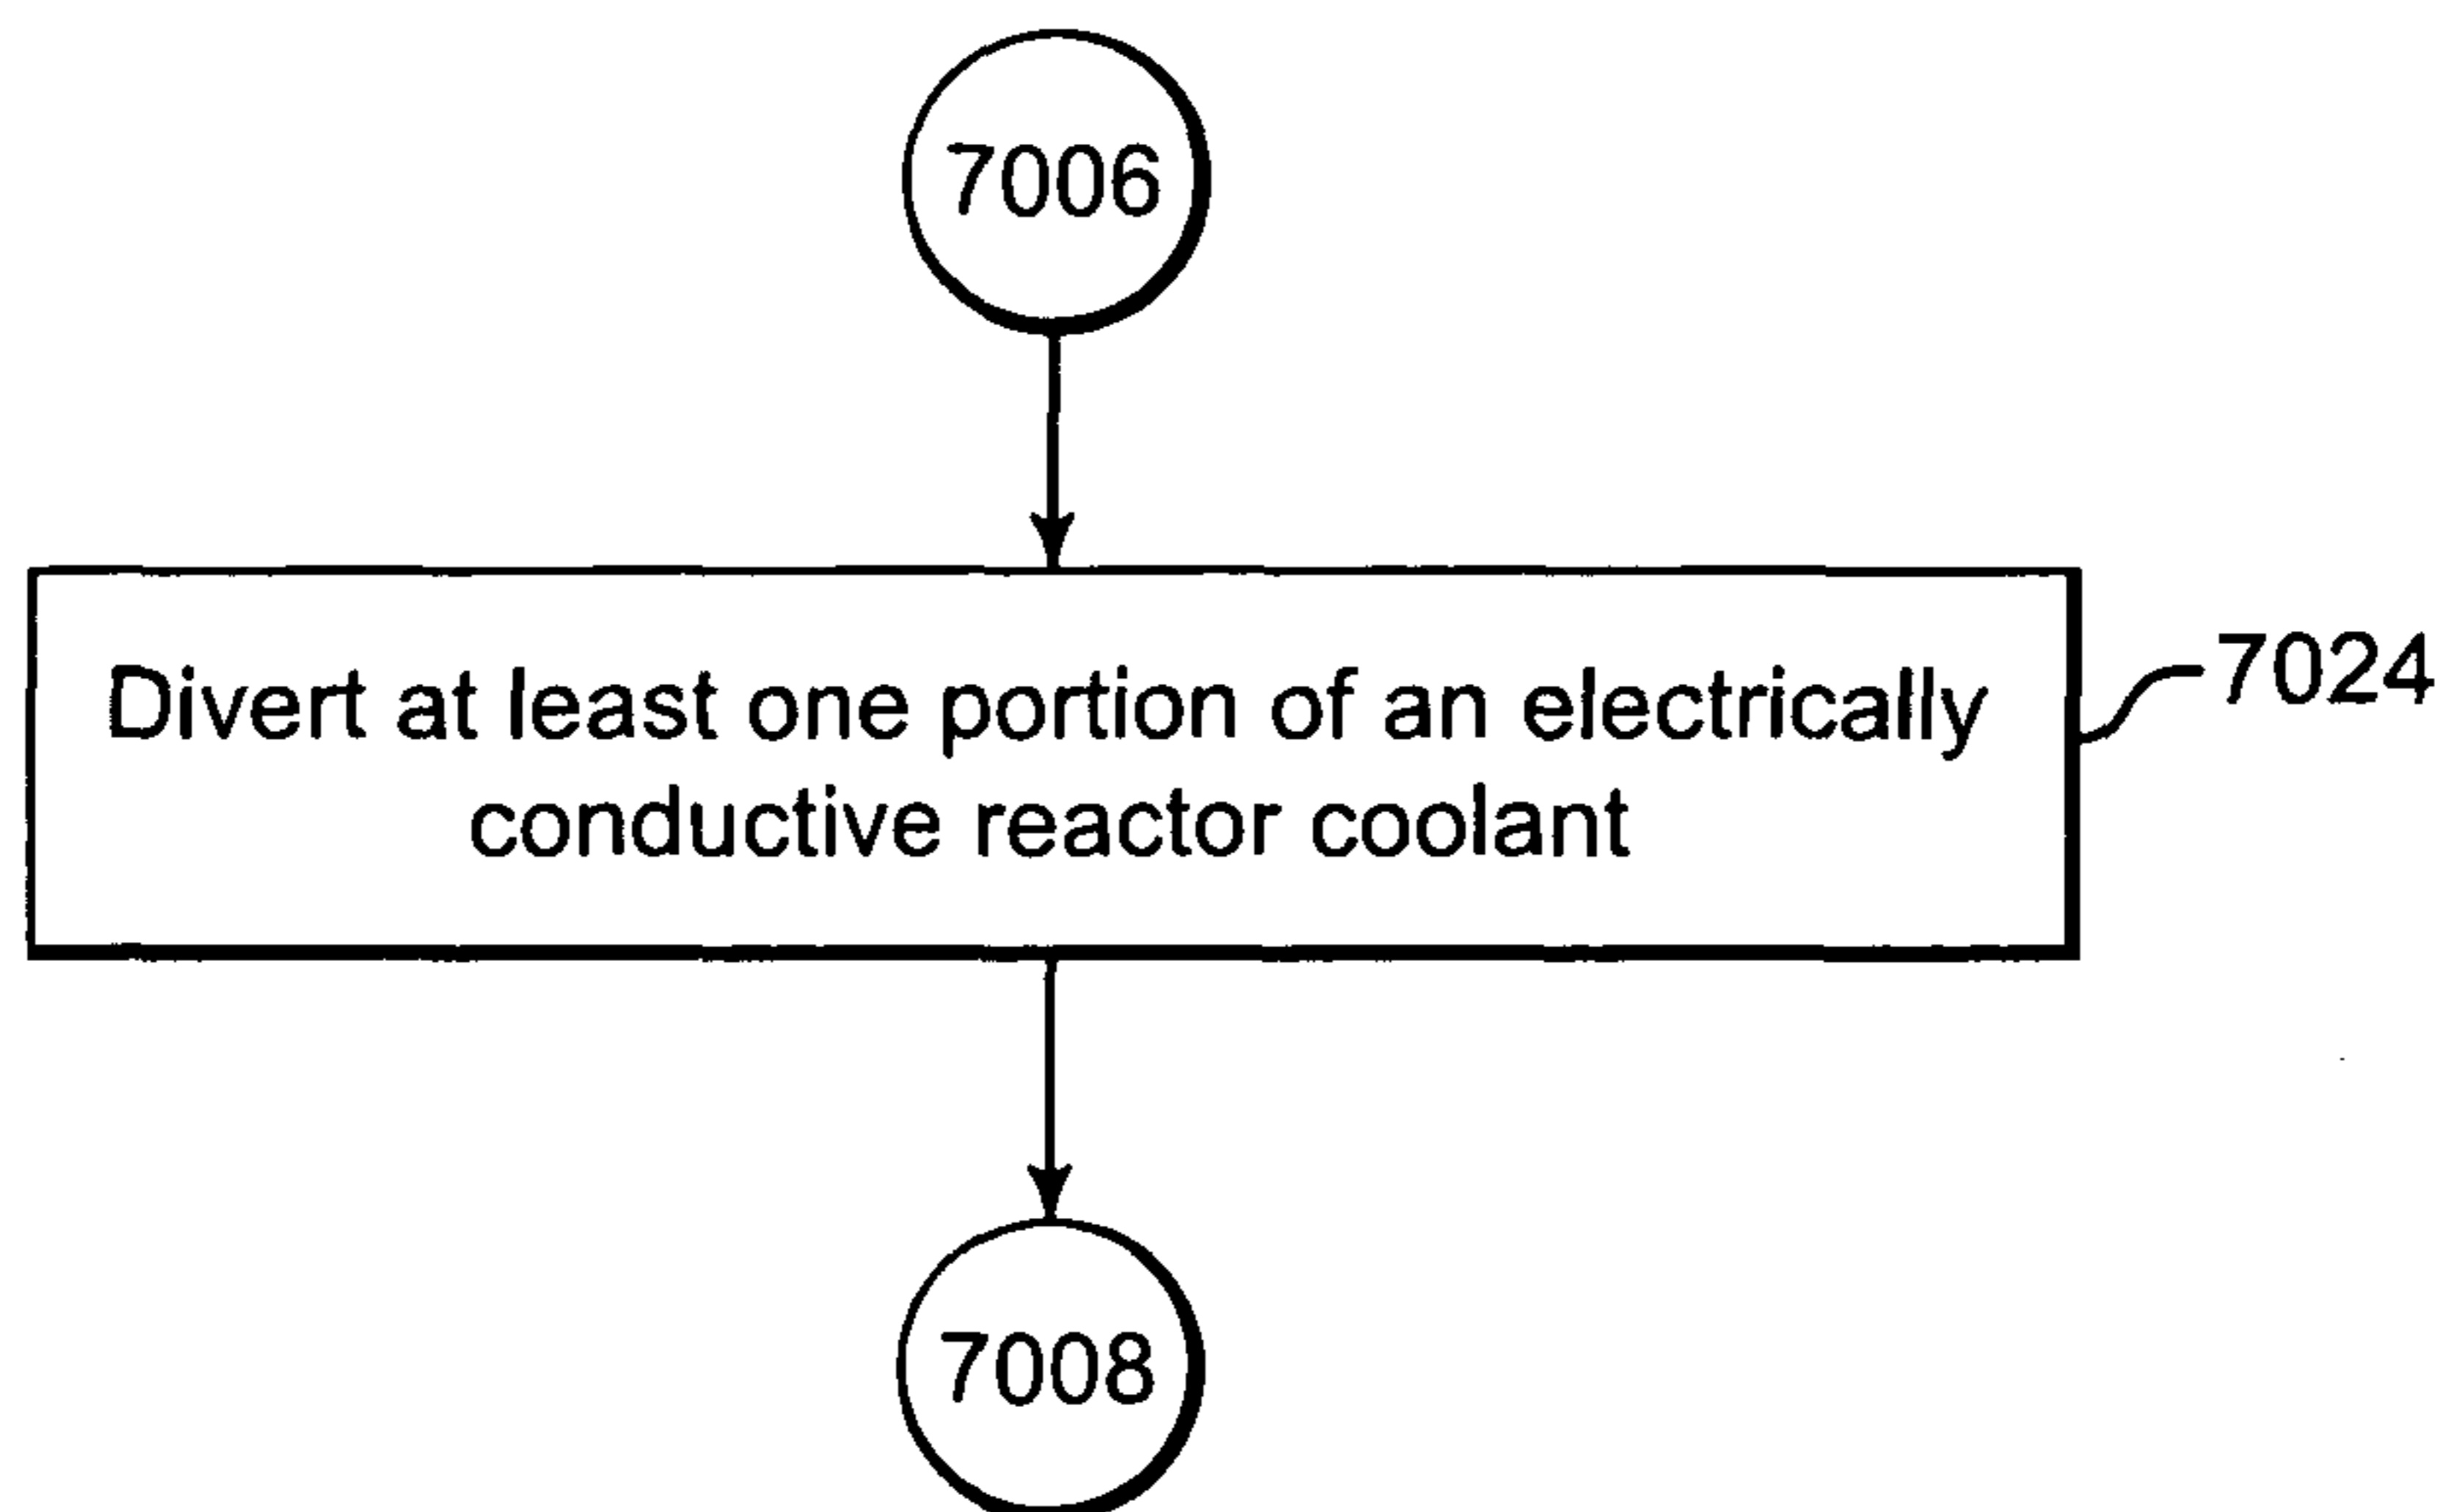 7006
Divert at least one portion of an electrically
conductive reactor coolant
7024
7008